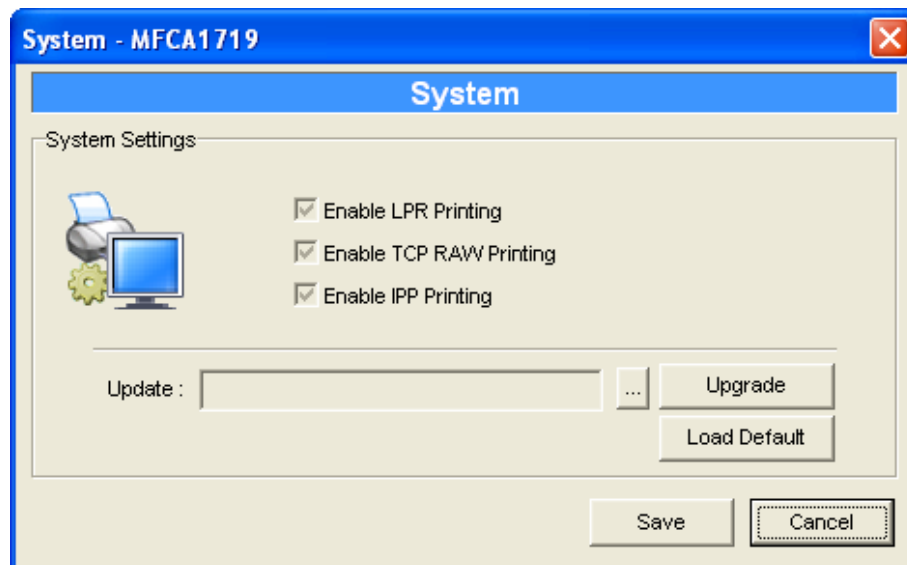 System - MFCA1719
System
System Settings
Enable LPR Printing
Enable TCP RAW Printing
Enable IPP Printing
Update :
...
Upgrade
Load Default
Save
Cancel